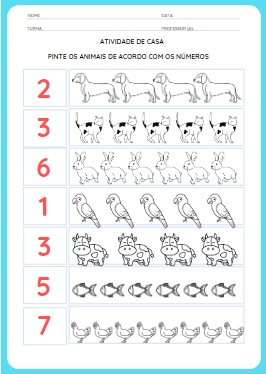 NOME DATA
TURMA: PROFESSOR (A):
ATIVIDADE DE CASA
PINTE OS ANIMAIS DE ACORDO COM OS NÚMEROS
2
3
6
1
3
5
7